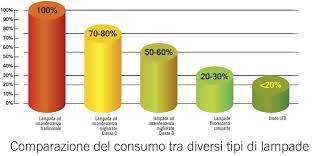 100%
90%
80%
70%
60%
50%
40%
30%
20%
10%
0%
100%
70-80%
50-60%
20-30%
<20%
Lampada ad
incandescenza
tradizionale
Lampada ad
incandescenza
migliorate
Classe C
Lampada ad
incandescenza
migliorate
Classe B
Lampade
fluorescenti
compatte
Diodo LED
Comparazione del consumo tra diversi tipi di lampade